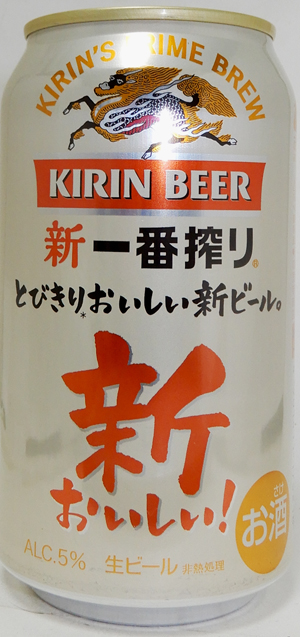 KIRIN'S PRIME BREW
KIRIN BEER
新一番搾り®
とびきり*おいしい新ビール。
新
おいしい!
さけ
お酒
ALC.5% 生ビール 非熱処理